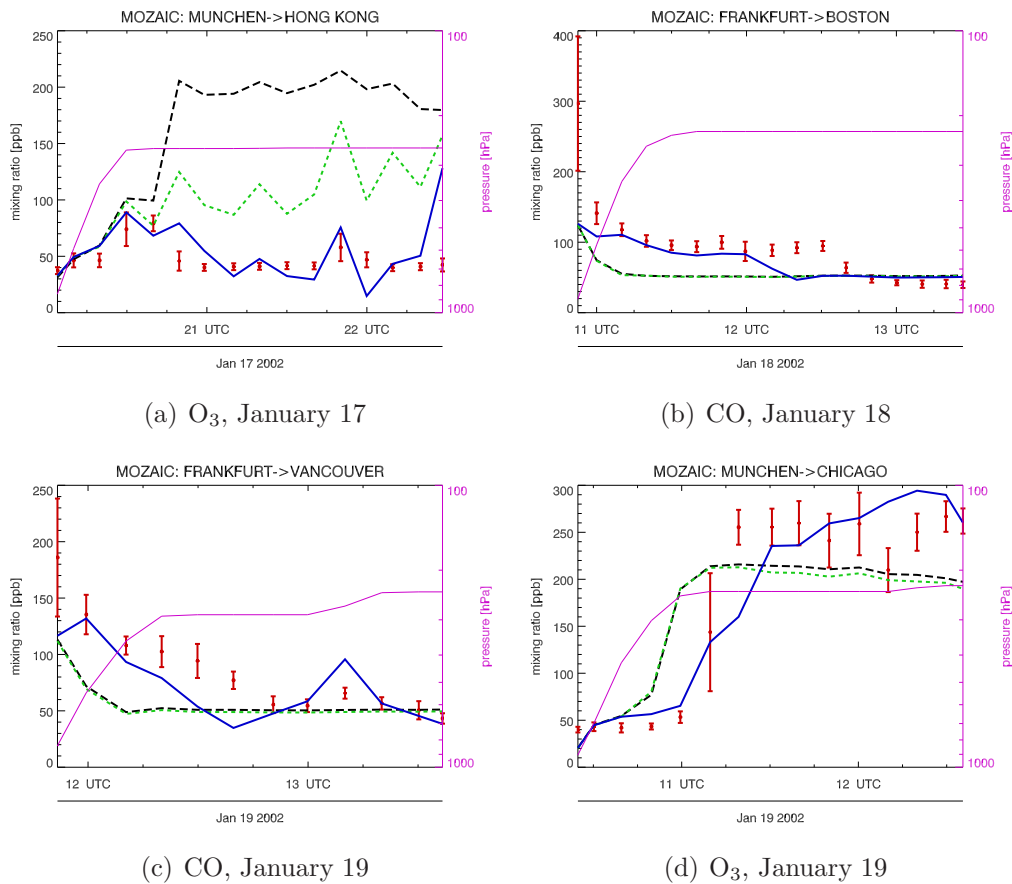 MOZAIC: MUNCHEN->HONG KONG
250
200
150
100
50
0
mixing ratio [ppb]
100
1000
pressure [hPa]
21 UTC
22 UTC
Jan 17 2002
(a) O₃, January 17
MOZAIC: FRANKFURT->BOSTON
400
300
200
100
0
mixing ratio [ppb]
100
1000
pressure [hPa]
11 UTC
12 UTC
13 UTC
Jan 18 2002
(b) CO, January 18
MOZAIC: FRANKFURT->VANCOUVER
250
200
150
100
50
0
mixing ratio [ppb]
100
1000
pressure [hPa]
12 UTC
13 UTC
Jan 19 2002
(c) CO, January 19
MOZAIC: MUNCHEN->CHICAGO
300
250
200
150
100
50
0
mixing ratio [ppb]
100
1000
pressure [hPa]
11 UTC
12 UTC
Jan 19 2002
(d) O₃, January 19